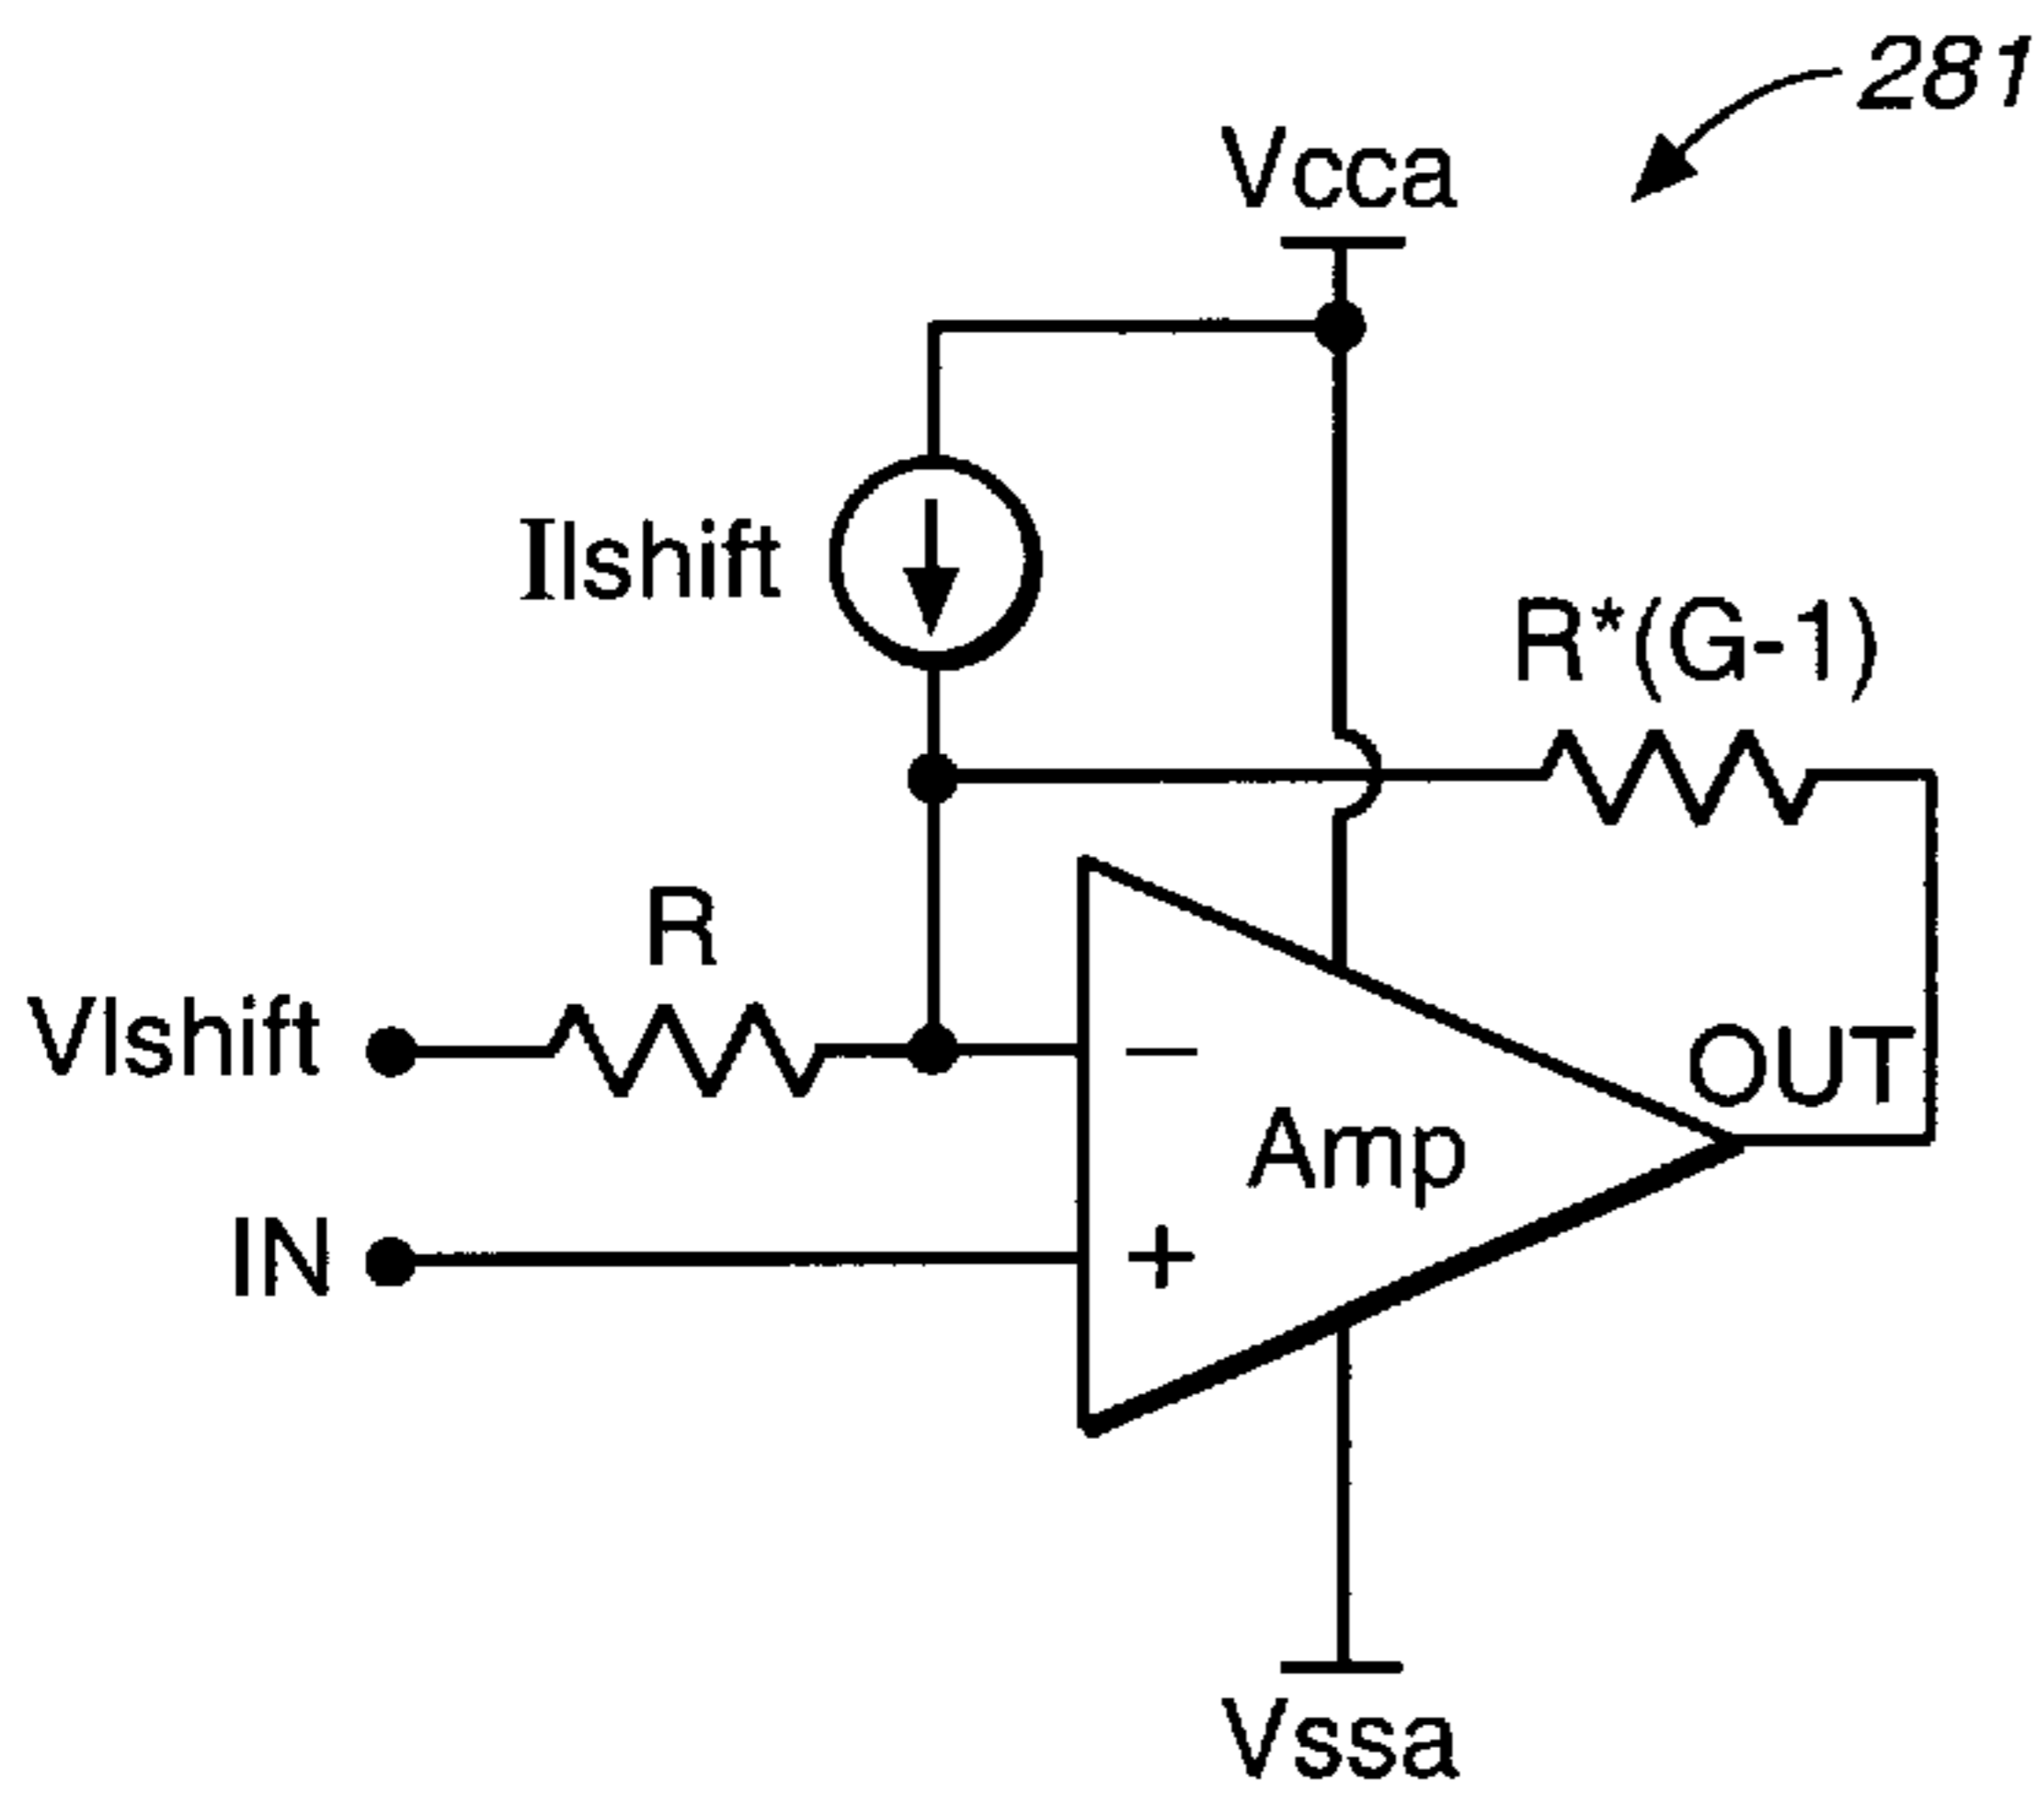 281
Vcca
Ilshift
R*(G-1)
R
Vlshift
OUT
−
Amp
IN
+
Vssa